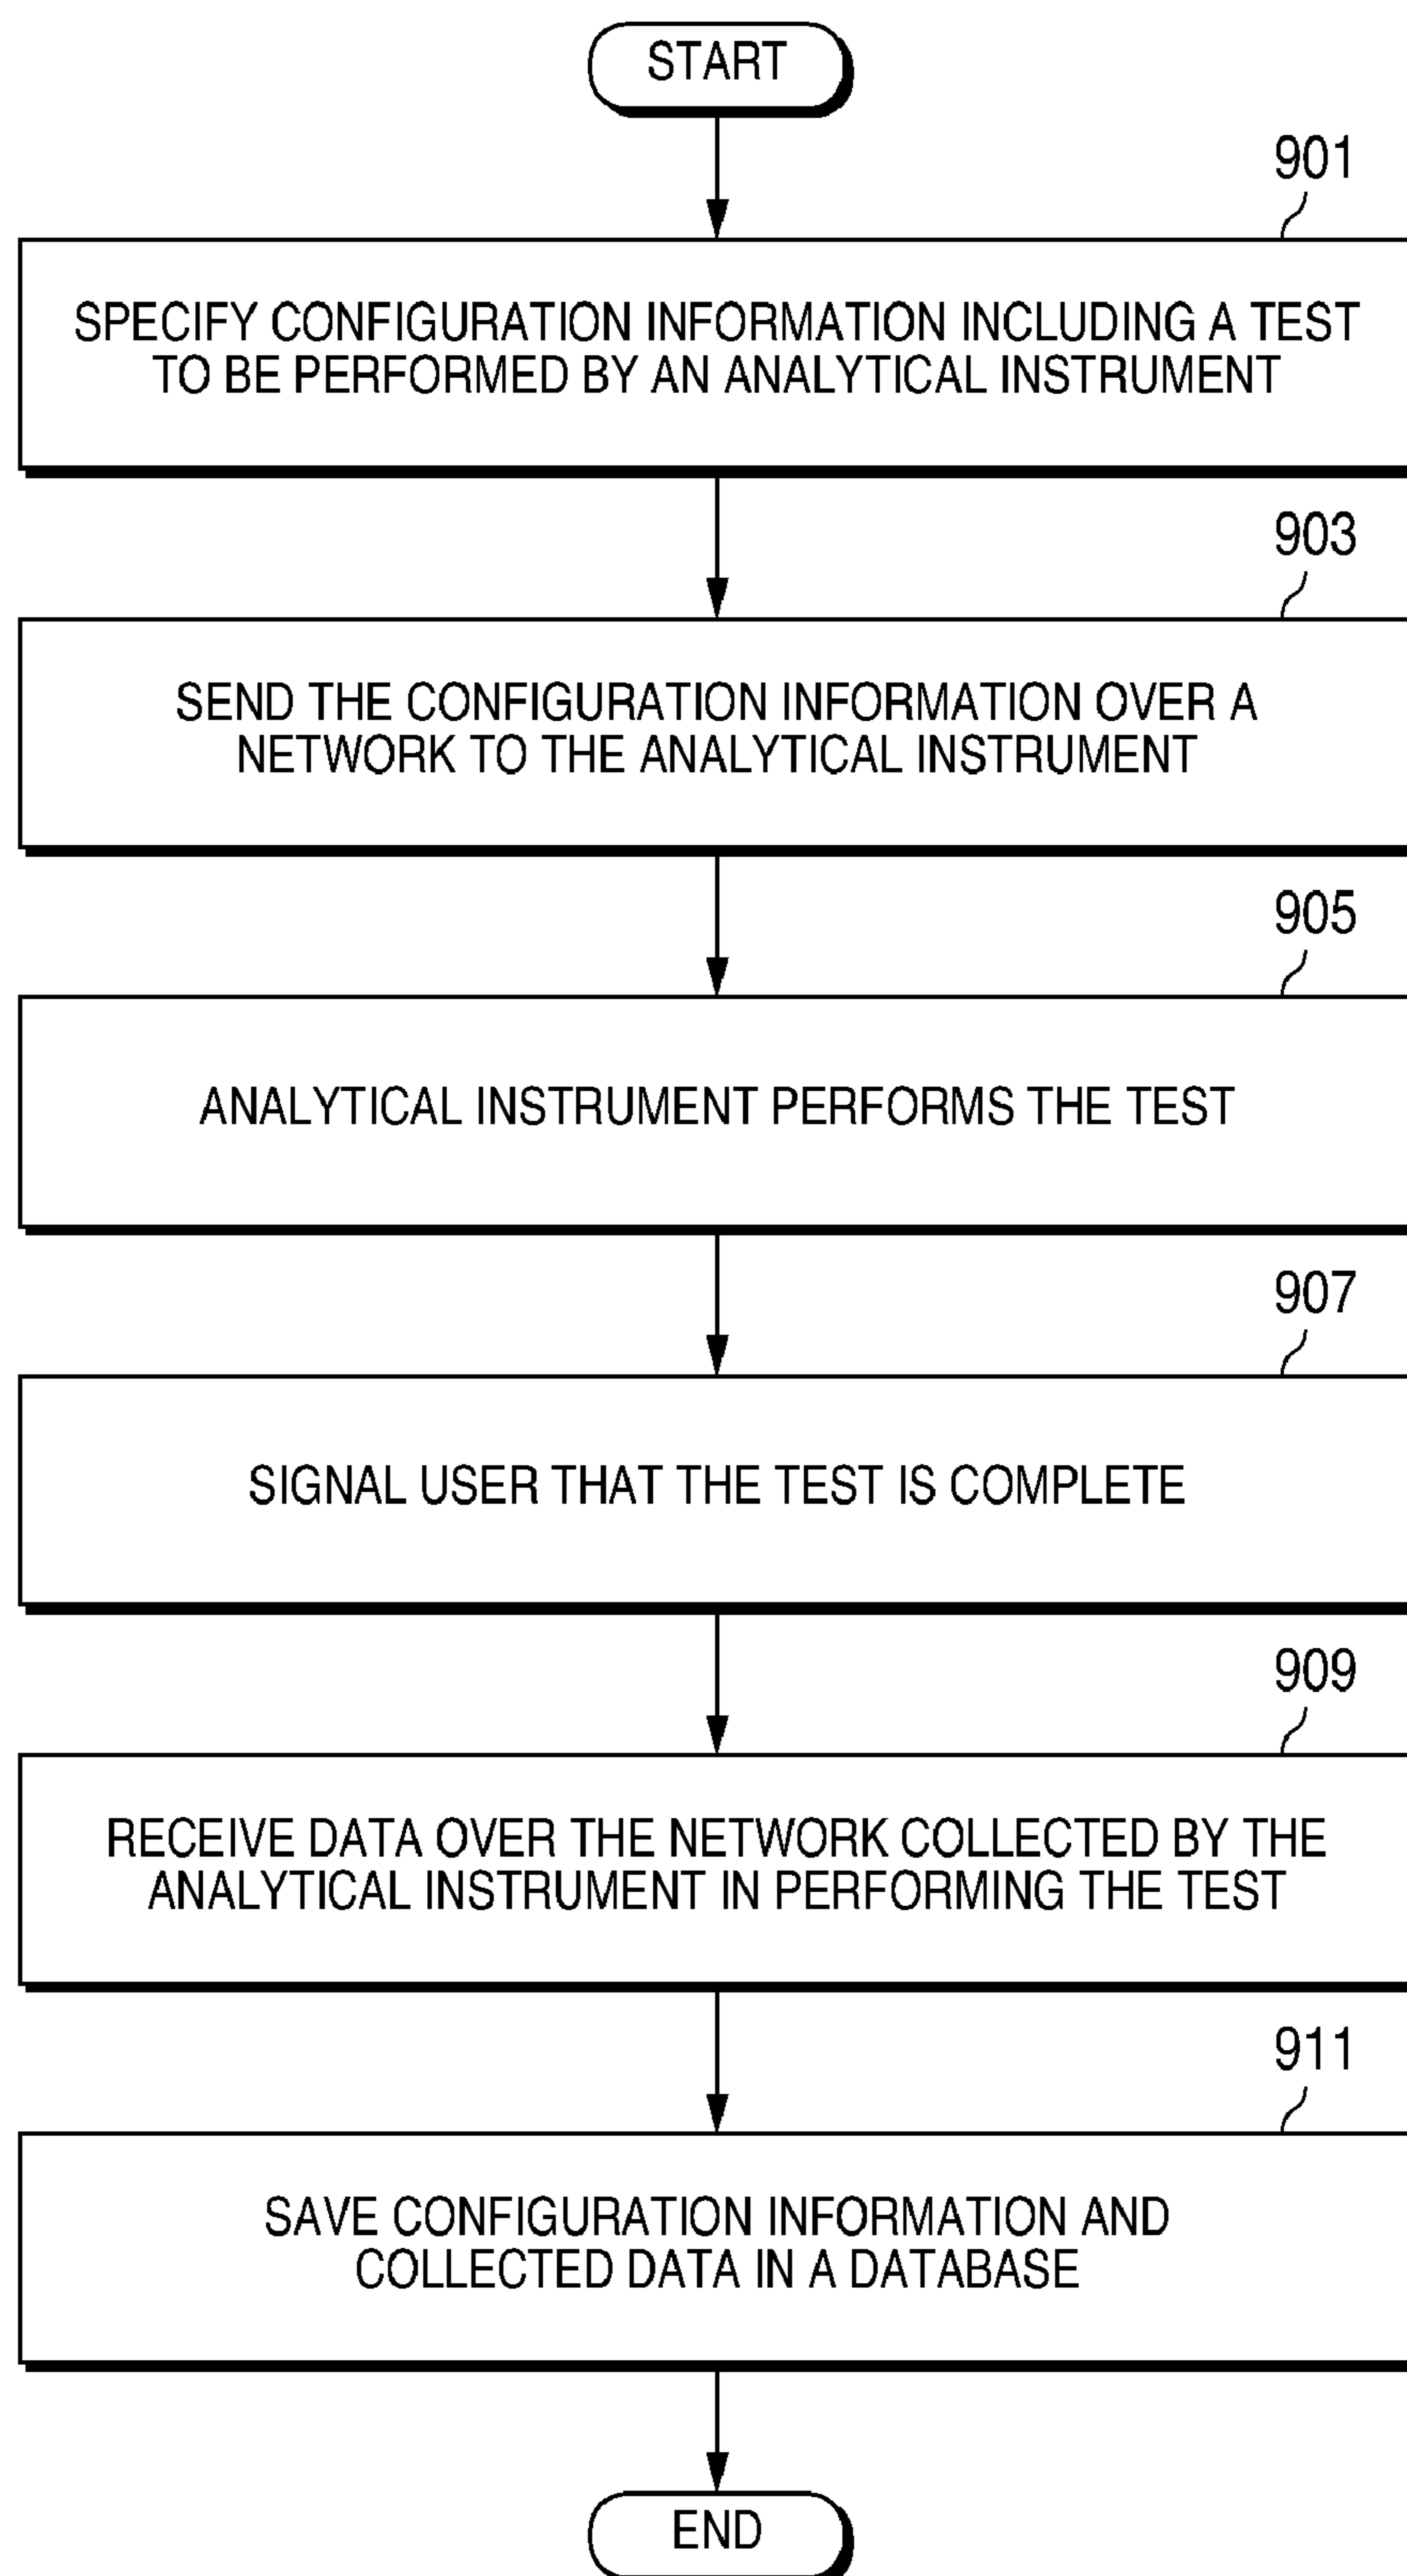 START
901
SPECIFY CONFIGURATION INFORMATION INCLUDING A TEST
TO BE PERFORMED BY AN ANALYTICAL INSTRUMENT
903
SEND THE CONFIGURATION INFORMATION OVER A
NETWORK TO THE ANALYTICAL INSTRUMENT
905
ANALYTICAL INSTRUMENT PERFORMS THE TEST
907
SIGNAL USER THAT THE TEST IS COMPLETE
909
RECEIVE DATA OVER THE NETWORK COLLECTED BY THE
ANALYTICAL INSTRUMENT IN PERFORMING THE TEST
911
SAVE CONFIGURATION INFORMATION AND
COLLECTED DATA IN A DATABASE
END